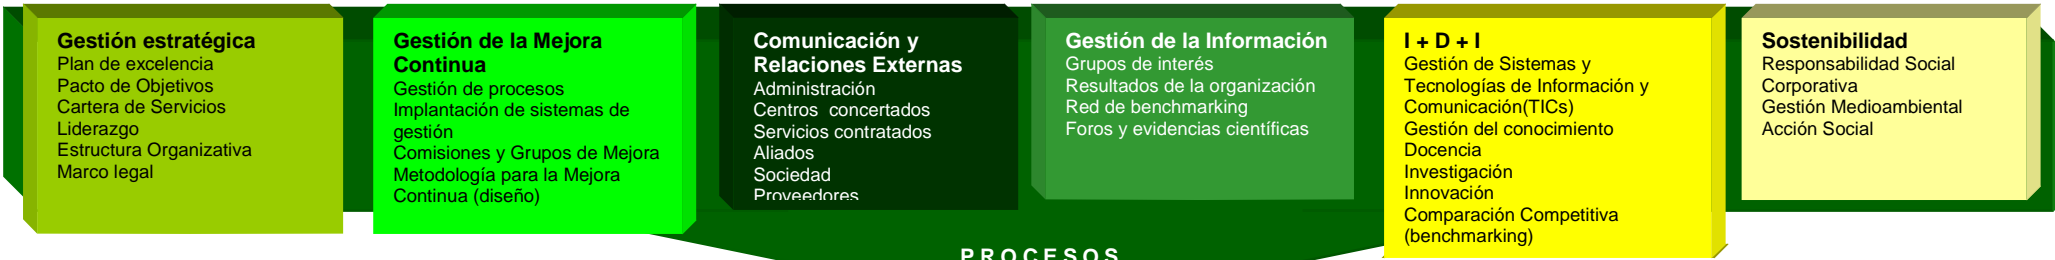 Gestión estratégica
Plan de excelencia
Pacto de Objetivos
Cartera de Servicios
Liderazgo
Estructura Organizativa
Marco legal
Gestión de la Mejora
Continua
Gestión de procesos
Implantación de sistemas de
gestión
Comisiones y Grupos de Mejora
Metodología para la Mejora
Continua (diseño)
Comunicación y
Relaciones Externas
Administración
Centros  concertados
Servicios contratados
Aliados
Sociedad
Proveedores
Gestión de la Información
Grupos de interés
Resultados de la organización
Red de benchmarking
Foros y evidencias científicas
I + D + I
Gestión de Sistemas y
Tecnologías de Información y
Comunicación(TICs)
Gestión del conocimiento
Docencia
Investigación
Innovación
Comparación Competitiva
(benchmarking)
Sostenibilidad
Responsabilidad Social
Corporativa
Gestión Medioambiental
Acción Social
PROCESOS